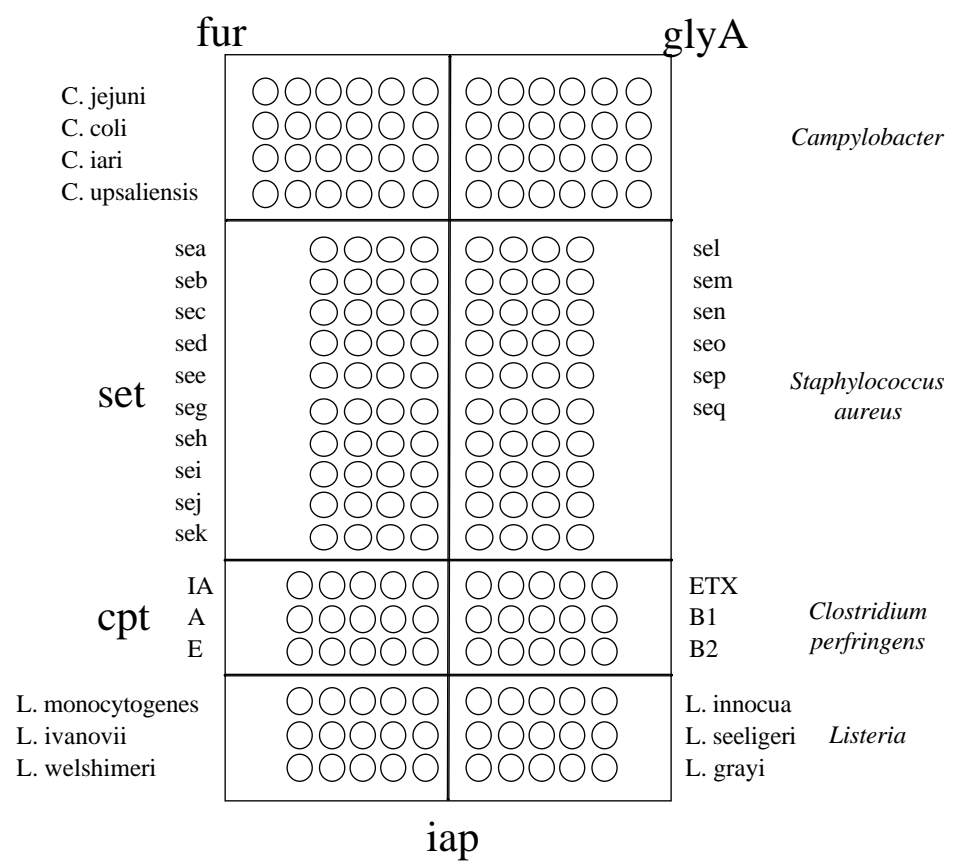 fur glyA
C. jejuni
C. coli
C. iari
C. upsaliensis
Campylobacter
set
sea
seb
sec
sed
see
seg
seh
sei
sej
sek
sel
sem
sen
seo
sep
seq
Staphylococcus
aureus
cpt
IA
A
E
ETX
B1
B2
Clostridium
perfringens
L. monocytogenes
L. ivanovii
L. welshimeri
L. innocua
L. seeligeri
L. grayi
Listeria
iap